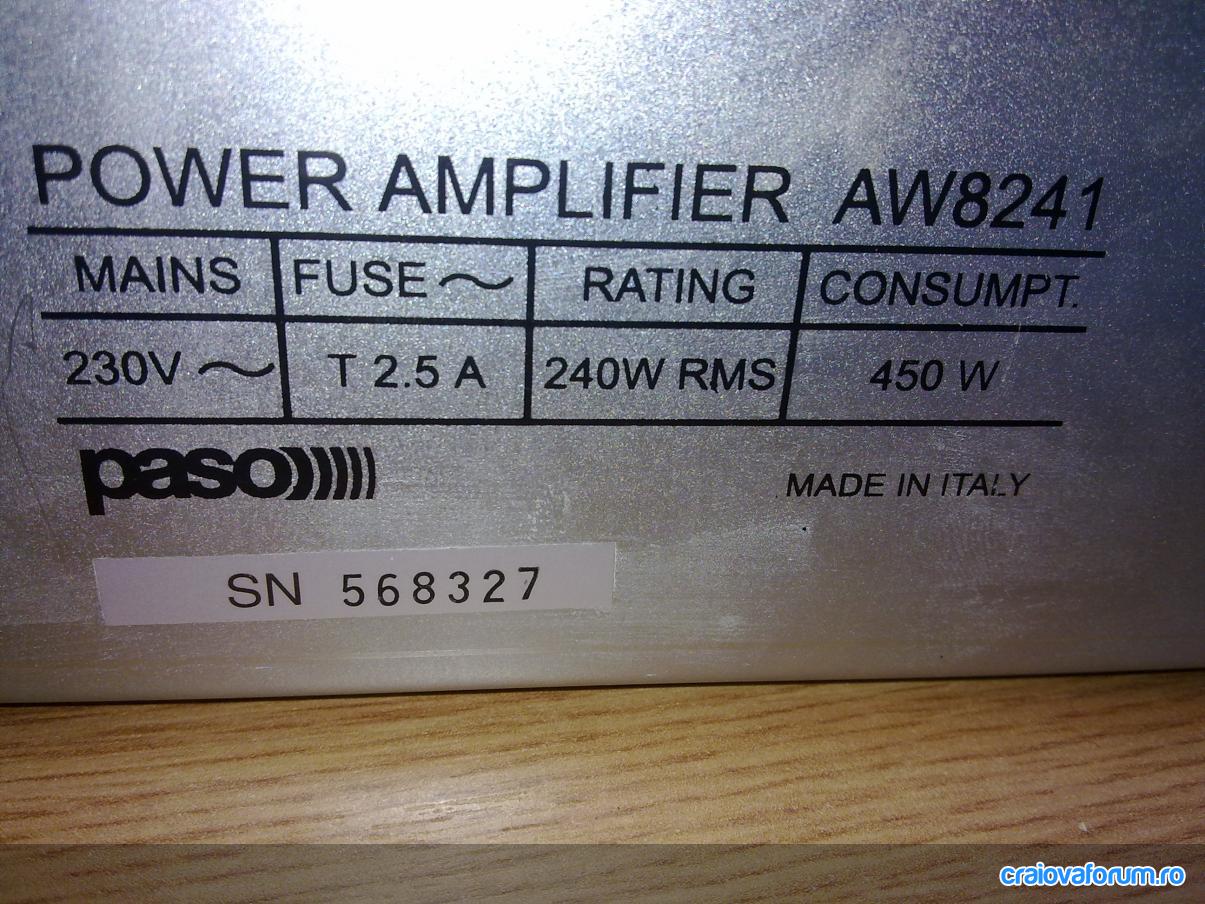 POWER AMPLIFIER AW8241
MAINS FUSE ~ RATING CONSUMPT.
230V ~ T 2.5 A 240W RMS 450 W
paso
MADE IN ITALY
SN 568327
craiovaforum.ro